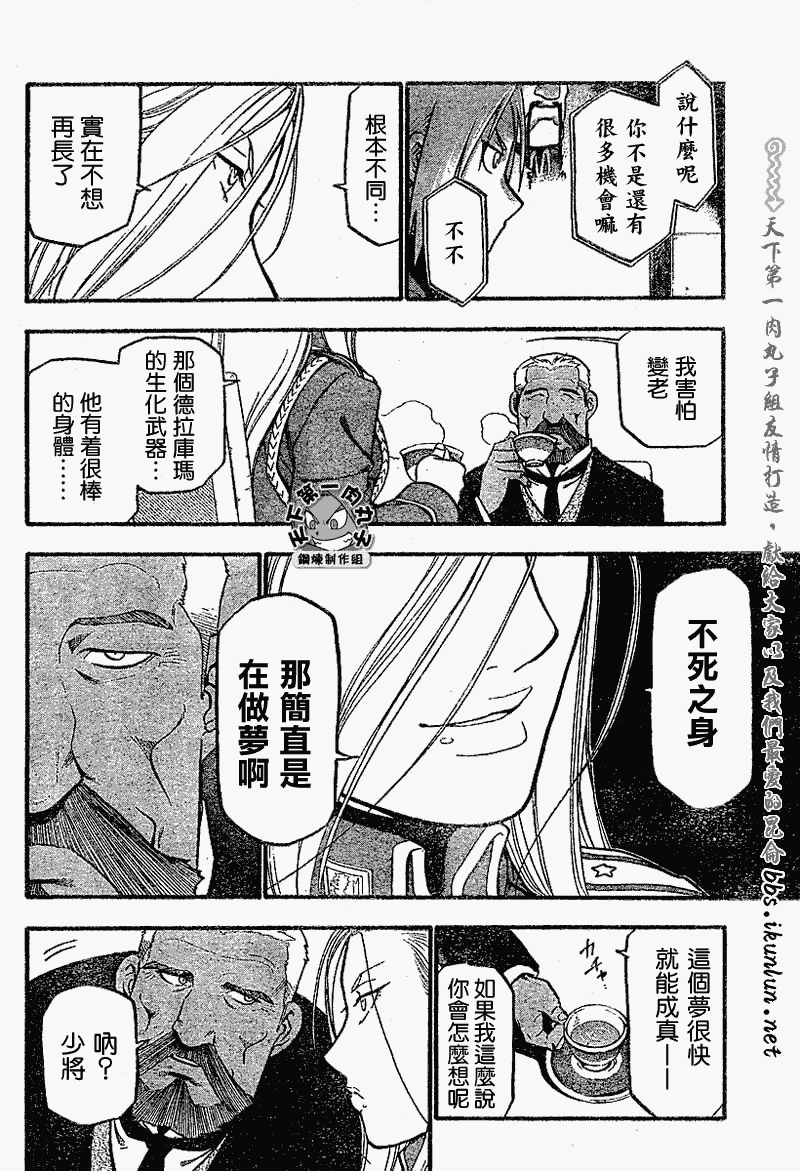 說什麼呢
你不是還有
很多機會嘛
不不
根本不同…
實在不想
再長了
我害怕
變老
那個德拉庫瑪
的生化武器…
他有着很棒
的身體……
不死之身
那簡直是
在做夢啊
這個夢很快
就能成真——
カチャ
如果我這麼說
你會怎麼想呢
吶？
少將
天下第一肉丸子
鋼煉制作組
天下第一肉丸子組友情打造，獻給大家以及我們最愛的昆侖bbs.ikunlun.net